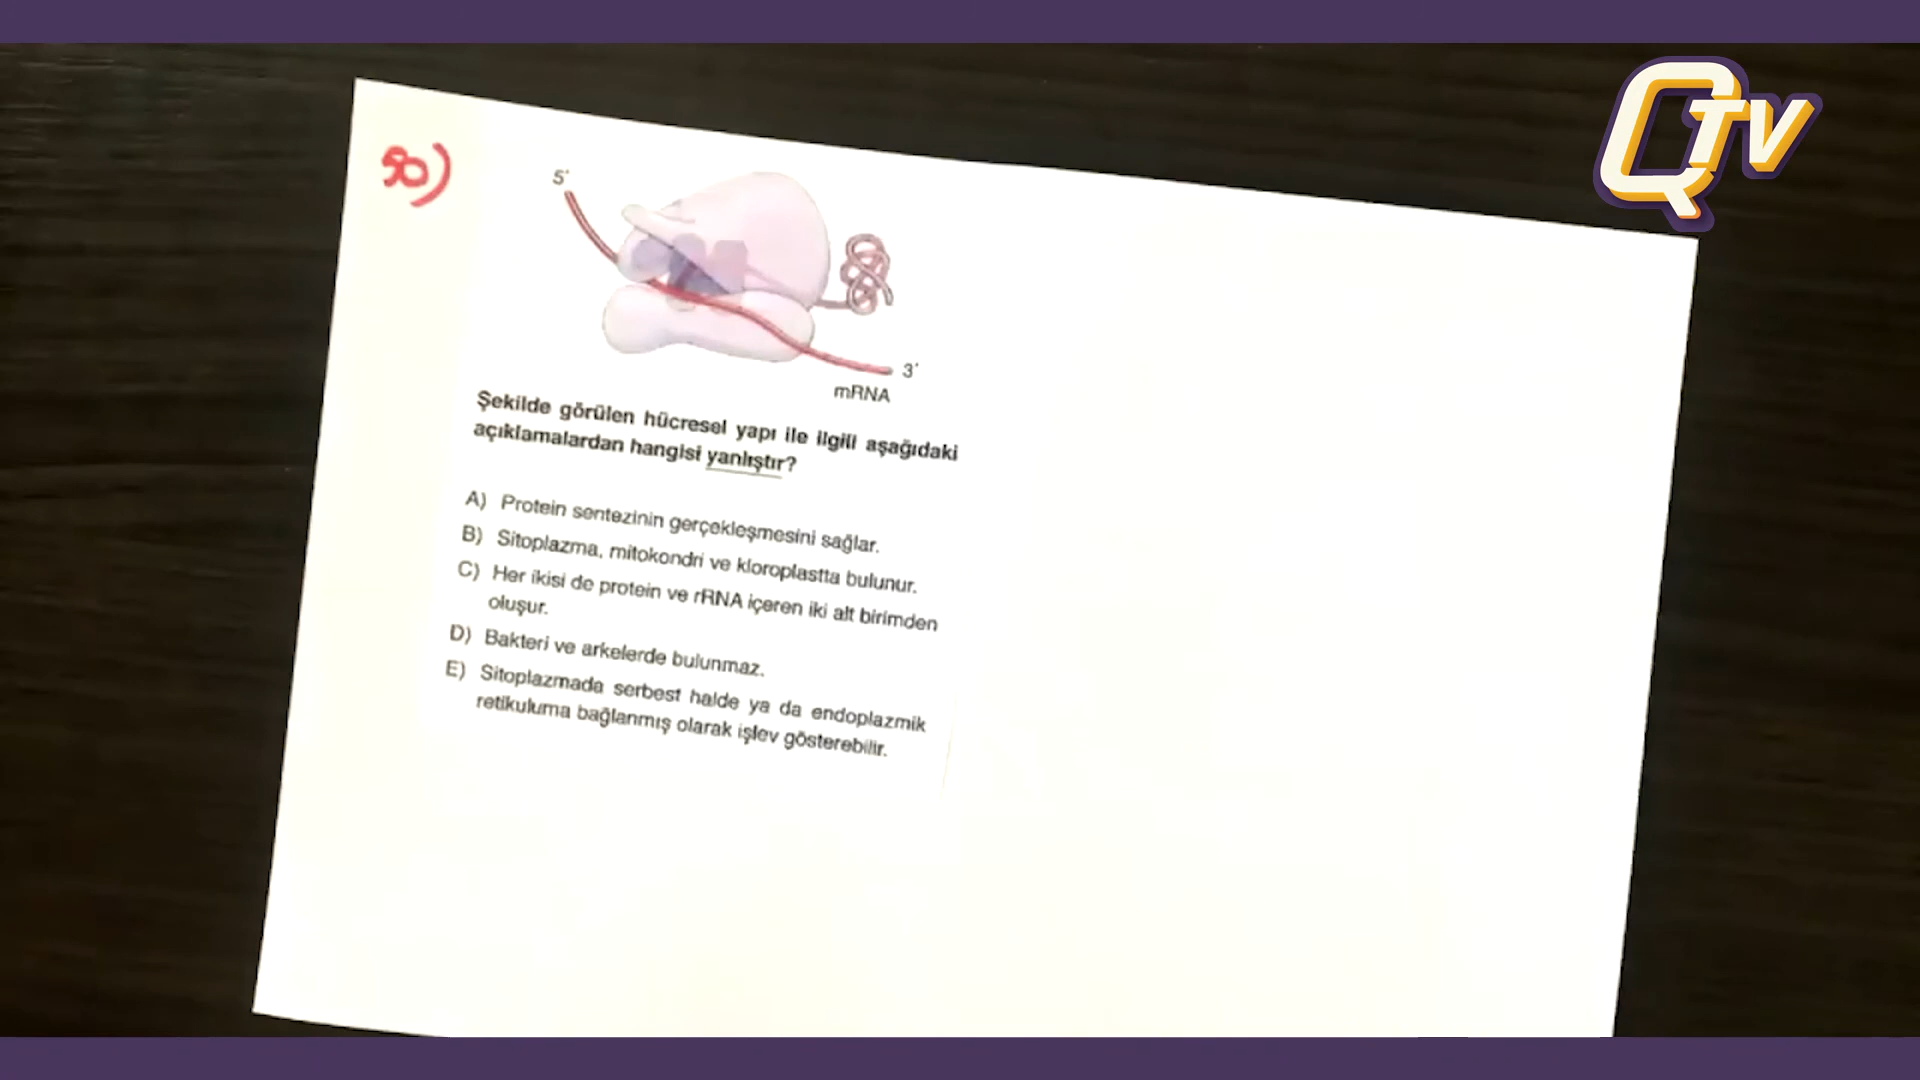 QTV
50)
5'
3'
mRNA
Şekilde görülen hücresel yapı ile ilgili aşağıdaki
açıklamalardan hangisi yanlıştır?
A) Protein sentezinin gerçekleşmesini sağlar.
B) Sitoplazma, mitokondri ve kloroplastta bulunur.
C) Her ikisi de protein ve rRNA içeren iki alt birimden
oluşur.
D) Bakteri ve arkelerde bulunmaz.
E) Sitoplazmada serbest halde ya da endoplazmik
retikuluma bağlanmış olarak işlev gösterebilir.